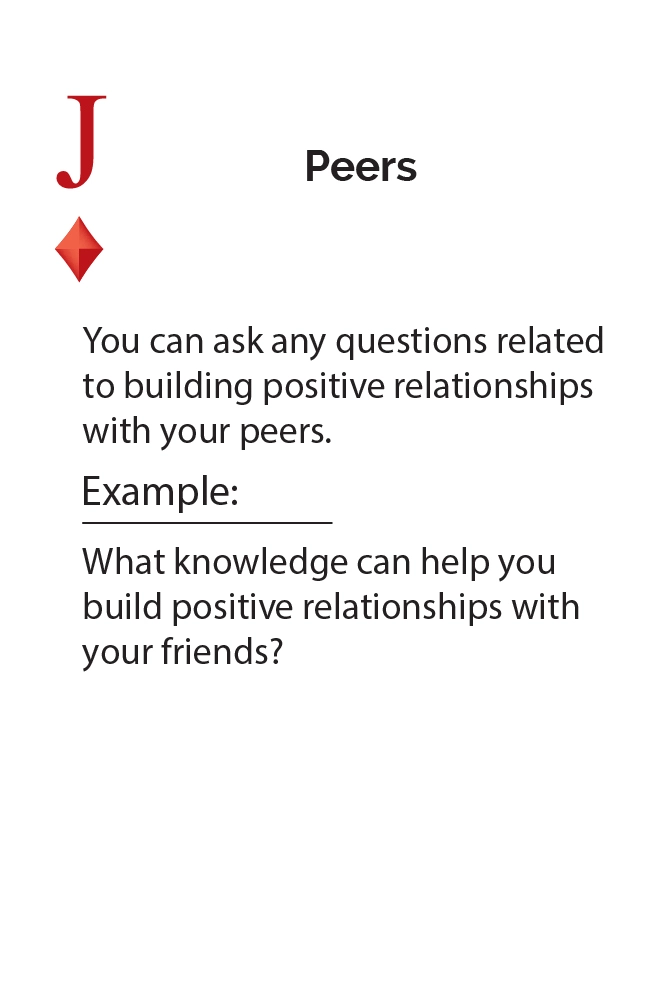 J
Peers
You can ask any questions related
to building positive relationships
with your peers.
Example:
What knowledge can help you
build positive relationships with
your friends?